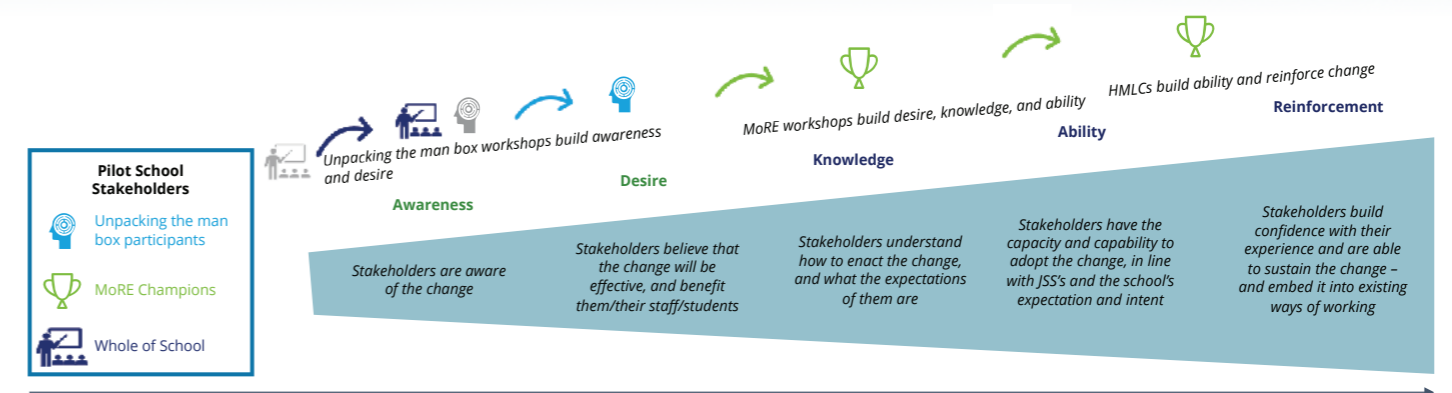 Pilot School
Stakeholders
Unpacking the man
box participants
MoRE Champions
Whole of School
Unpacking the man box workshops build awareness
and desire
MoRE workshops build desire, knowledge, and ability
HMLCs build ability and reinforce change
Awareness
Desire
Knowledge
Ability
Reinforcement
Stakeholders are aware
of the change
Stakeholders believe that
the change will be
effective, and benefit
them/their staff/students
Stakeholders understand
how to enact the change,
and what the expectations
of them are
Stakeholders have the
capacity and capability to
adopt the change, in line
with JSS’s and the school’s
expectation and intent
Stakeholders build
confidence with their
experience and are able
to sustain the change –
and embed it into existing
ways of working